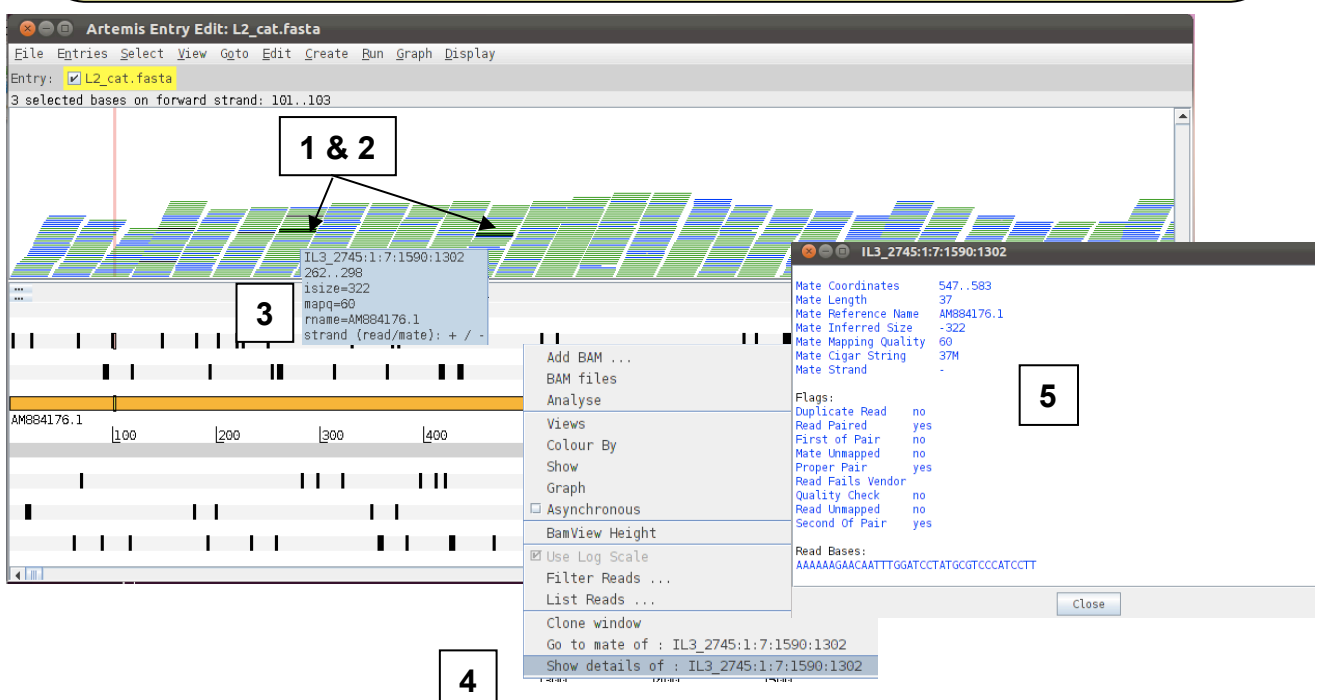 Artemis Entry Edit: L2_cat.fasta
File Entries Select View Goto Edit Create Run Graph Display
Entry: L2_cat.fasta
3 selected bases on forward strand: 101..103
1 & 2
IL3_2745:1:7:1590:1302
262..298
isize=322
mapq=60
rname=AM884176.1
strand (read/mate): + / -
3
AM884176.1
100 200 300 400
Add BAM ...
BAM files
Analyse
Views
Colour By
Show
Graph
Asynchronous
BamView Height
Use Log Scale
Filter Reads ...
List Reads ...
Clone window
Go to mate of : IL3_2745:1:7:1590:1302
Show details of : IL3_2745:1:7:1590:1302
4
IL3_2745:1:7:1590:1302
Mate Coordinates 547..583
Mate Length 37
Mate Reference Name AM884176.1
Mate Inferred Size -322
Mate Mapping Quality 60
Mate Cigar String 37M
Mate Strand -
Flags:
Duplicate Read no
Read Paired yes
First of Pair no
Mate Unmapped no
Proper Pair yes
Read Fails Vendor
Quality Check no
Read Unmapped no
Second Of Pair yes
Read Bases:
AAAAAAGAACAATTTGGATCCTATGCGTCCCATCCTT
Close
5